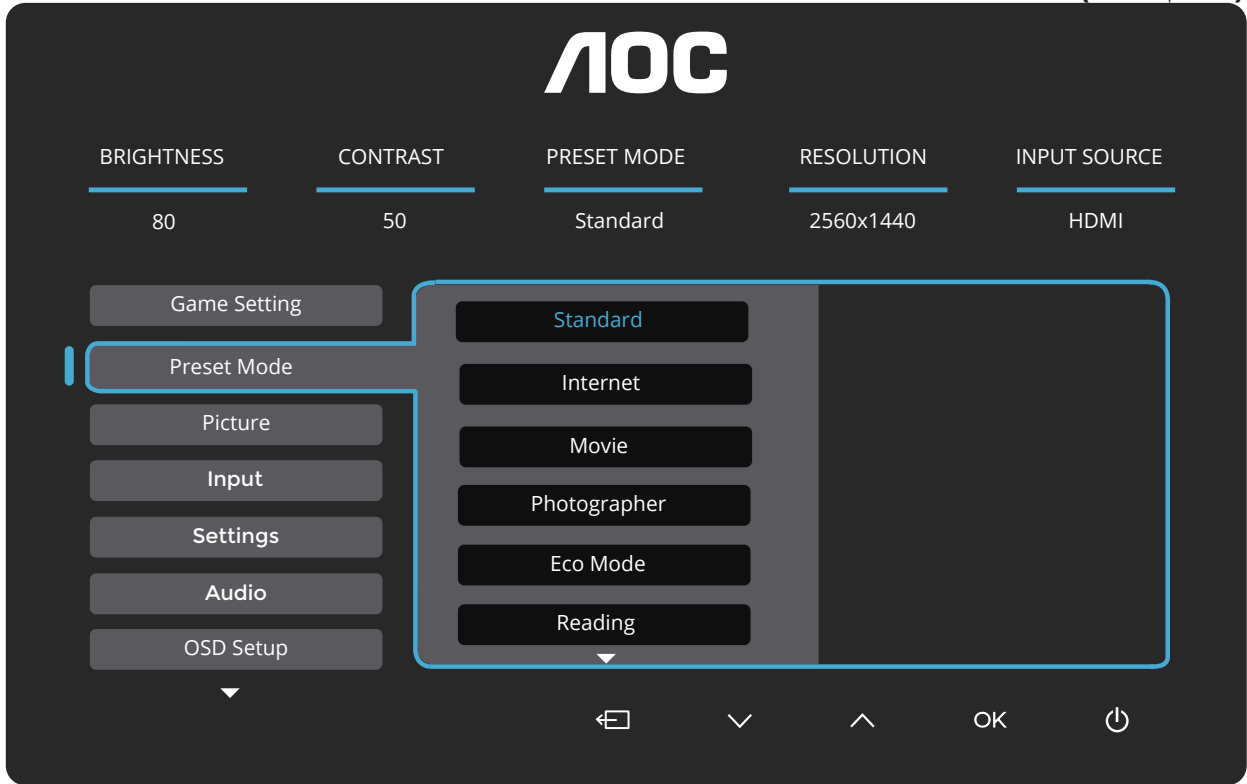 AOC
BRIGHTNESS CONTRAST PRESET MODE RESOLUTION INPUT SOURCE
80 50 Standard 2560x1440 HDMI
Game Setting
Preset Mode
Picture
Input
Settings
Audio
OSD Setup
Standard
Internet
Movie
Photographer
Eco Mode
Reading
OK